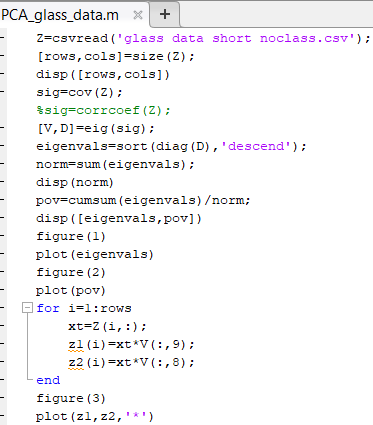 PCA_glass_data.m × +
Z=csvread('glass data short noclass.csv');
[rows,cols]=size(Z);
disp([rows,cols])
sig=cov(Z);
%sig=corrcoef(Z);
[V,D]=eig(sig);
eigenvals=sort(diag(D),'descend');
norm=sum(eigenvals);
disp(norm)
pov=cumsum(eigenvals)/norm;
disp([eigenvals,pov])
figure(1)
plot(eigenvals)
figure(2)
plot(pov)
for i=1:rows
xt=Z(i,:);
z1(i)=xt*V(:,9);
z2(i)=xt*V(:,8);
end
figure(3)
plot(z1,z2,'*')